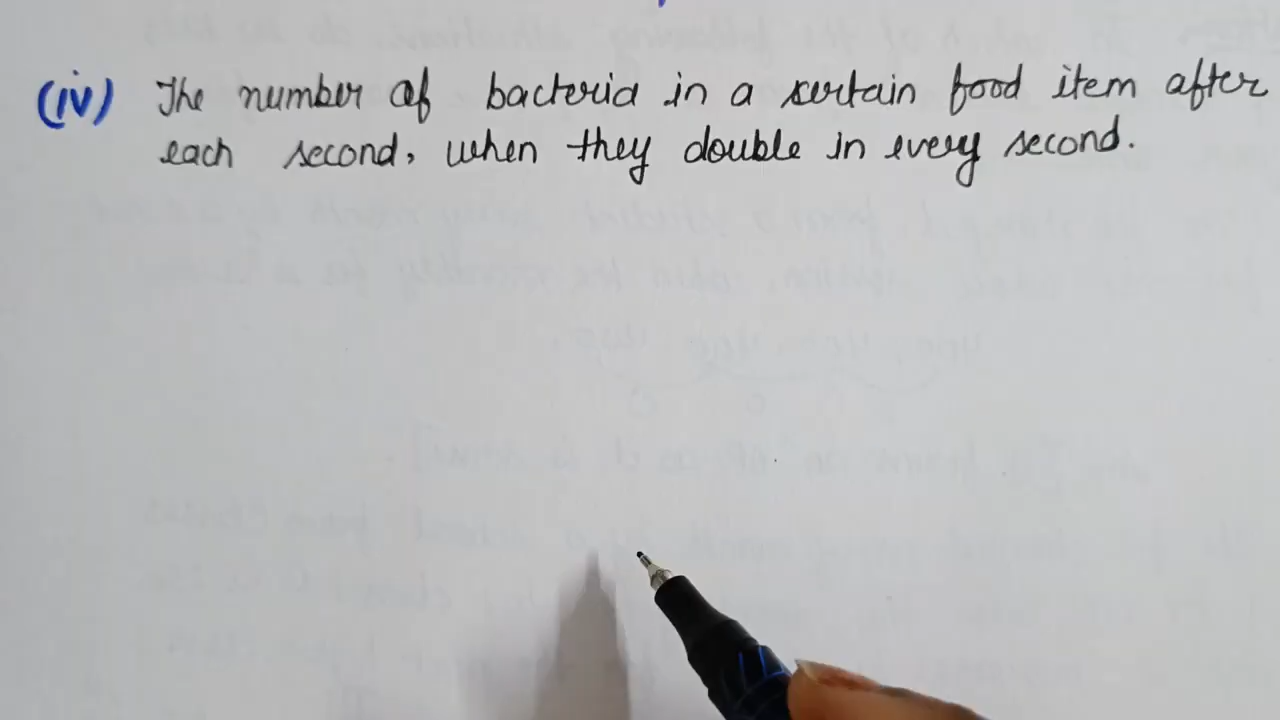 (iv) The number of bacteria in a certain food item after
each second, when they double in every second.